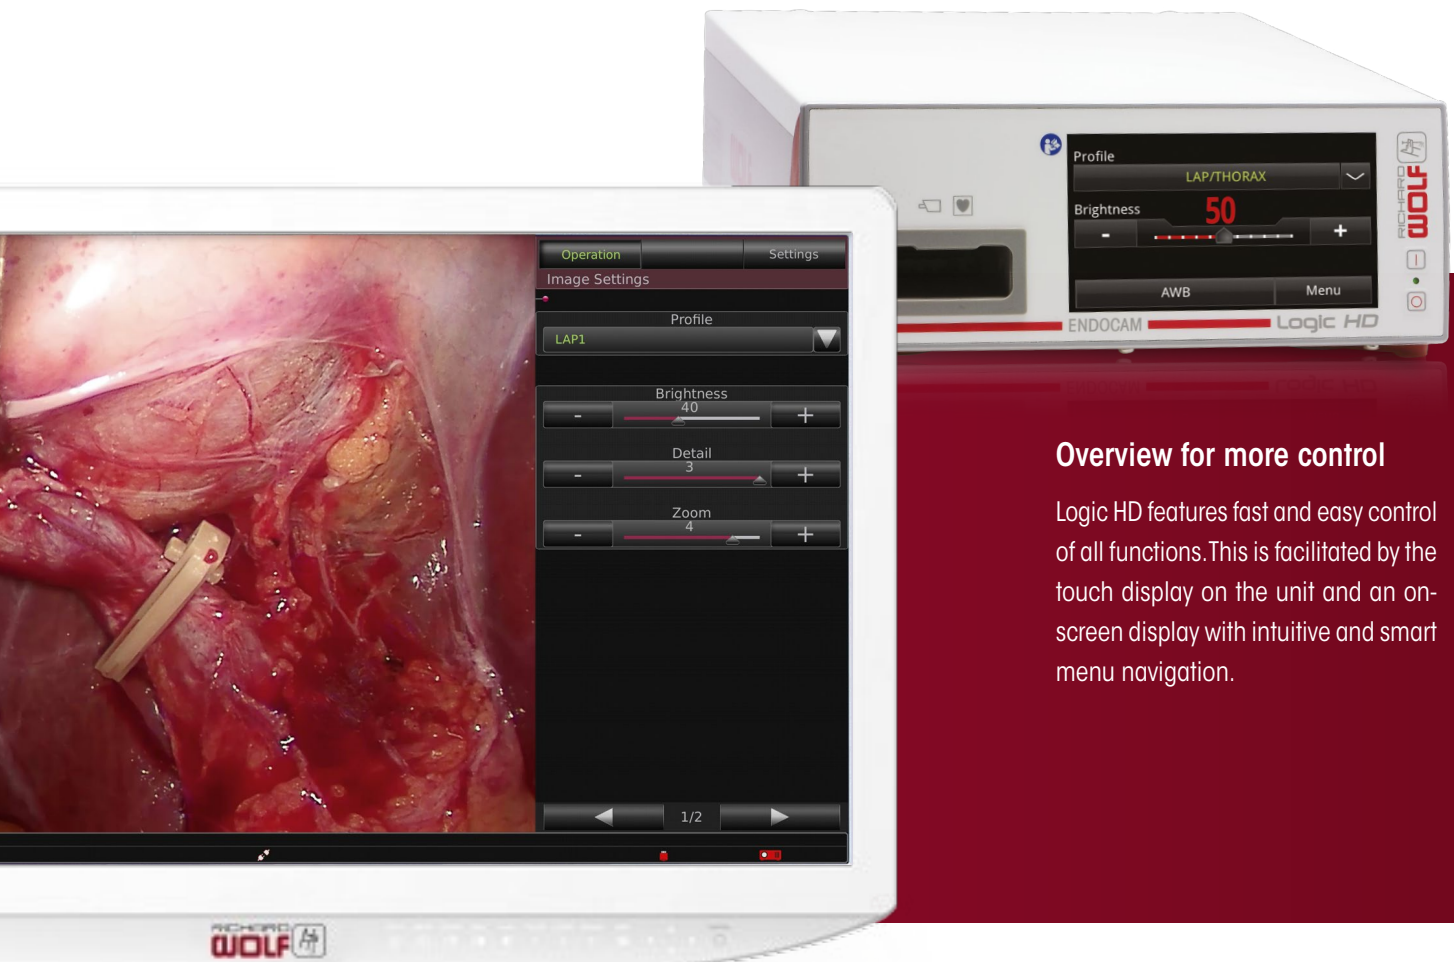 Profile
LAP/THORAX
Brightness
50
-
+
AWB
Menu
ENDOCAM
Logic HD
RICHARD
WOLF
Operation
Settings
Image Settings
Profile
LAP1
Brightness
40
-
+
Detail
3
-
+
Zoom
4
-
+
1/2
RICHARD
WOLF
Overview for more control
Logic HD features fast and easy control
of all functions.This is facilitated by the
touch display on the unit and an on-
screen display with intuitive and smart
menu navigation.